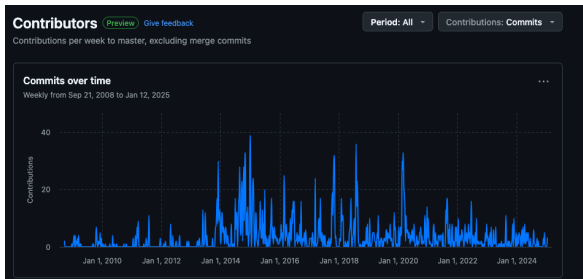 Contributors Preview Give feedback
Period: All
Contributions: Commits
Contributions per week to master, excluding merge commits
Commits over time
Weekly from Sep 21, 2008 to Jan 12, 2025
Contributions
40
20
0
Jan 1, 2010 Jan 1, 2012 Jan 1, 2014 Jan 1, 2016 Jan 1, 2018 Jan 1, 2020 Jan 1, 2022 Jan 1, 2024